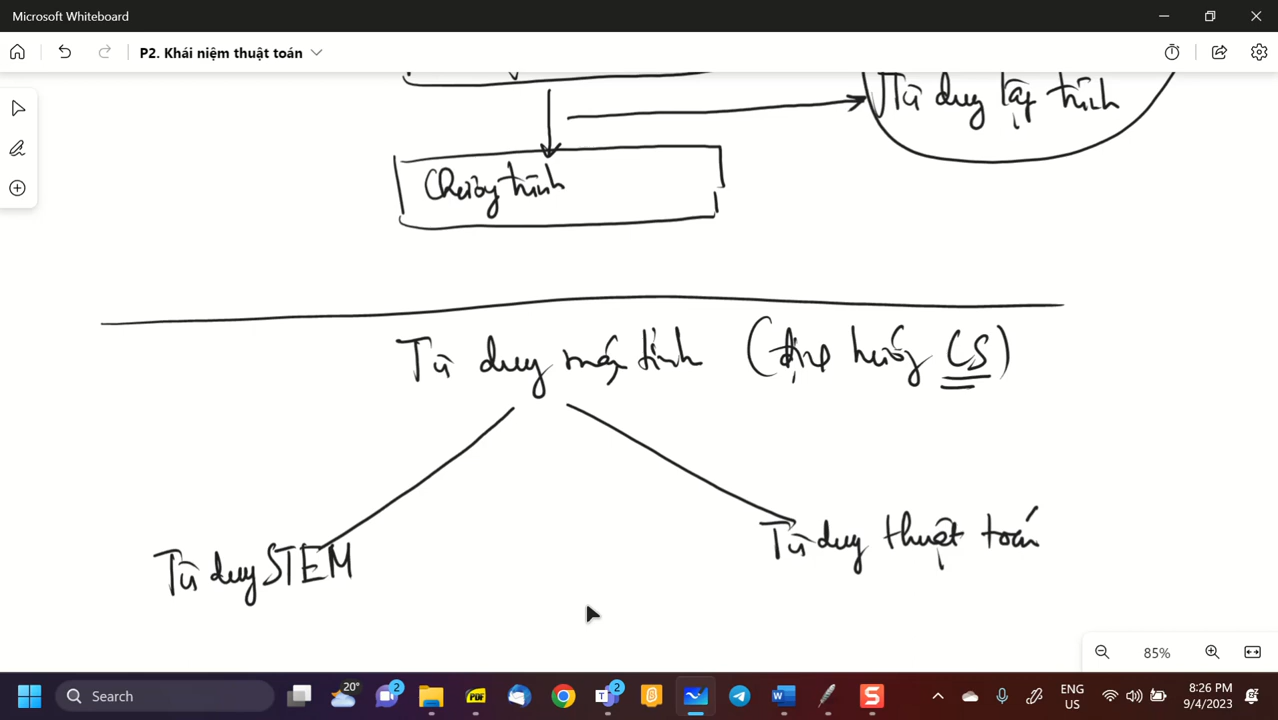 Microsoft Whiteboard
P2. Khái niệm thuật toán
Tư duy lập trình
Chương trình
Tư duy máy tính (định hướng CS)
Tư duy STEM
Tư duy thuật toán
85%
Search
20°
2
2
ENG
US
8:26 PM
9/4/2023